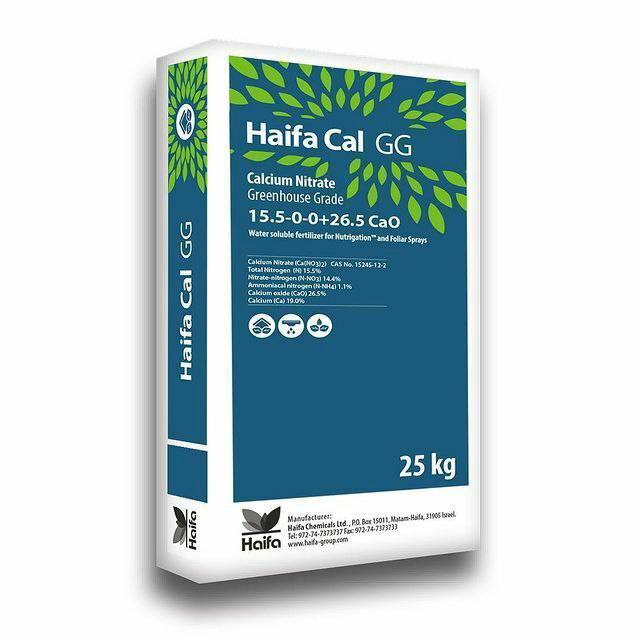 Haifa Cal GG
Calcium Nitrate
Greenhouse Grade
15.5-0-0+26.5 CaO
Water soluble fertilizer for Nutrigation™ and Foliar Sprays
Calcium Nitrate (Ca(NO3)2) CAS No. 15245-12-2
Total Nitrogen (N) 15.5%
Nitrate-nitrogen (N-NO3) 14.4%
Ammoniacal nitrogen (N-NH4) 1.1%
Calcium oxide (CaO) 26.5%
Calcium (Ca) 19.0%
25 kg
Haifa
Manufacturer:
Haifa Chemicals Ltd., P.O. Box 15011, Matam-Haifa, 31905 Israel.
Tel: 972-74-7373737 Fax: 972-74-7373733
www.haifa-group.com
Haifa Cal GG
Haifa